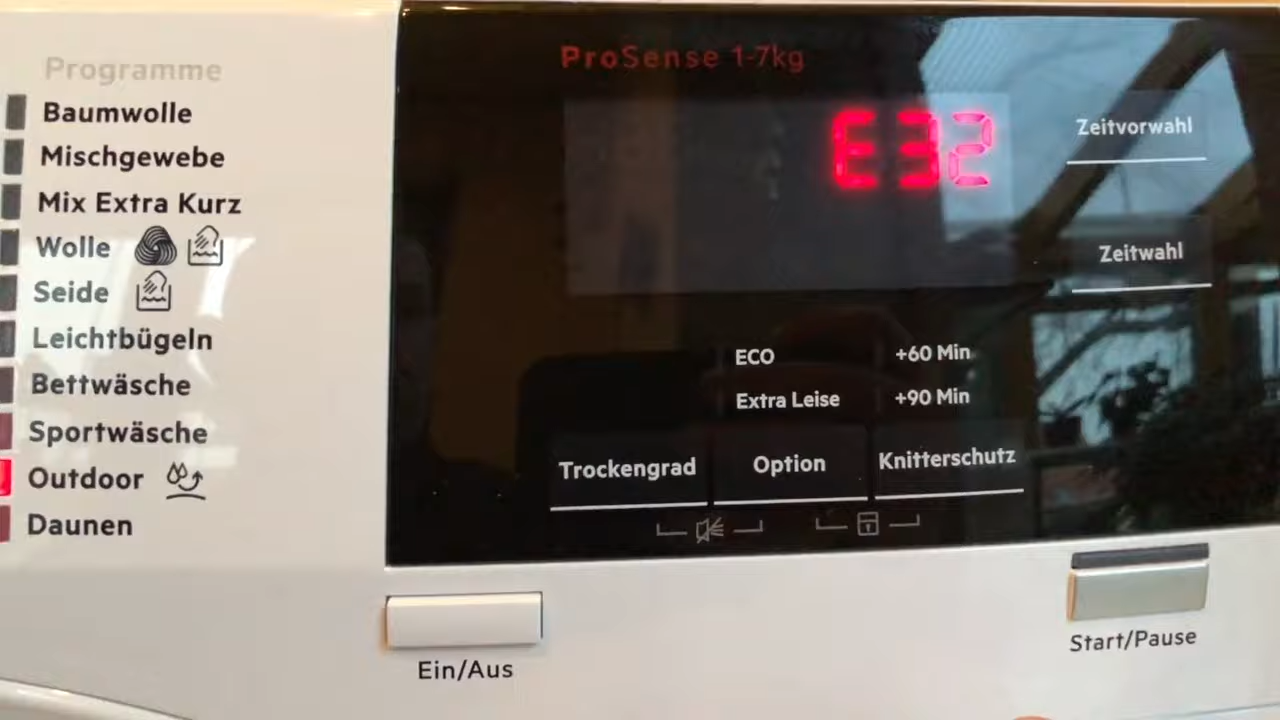 Programme
Baumwolle
Mischgewebe
Mix Extra Kurz
Wolle
Seide
Leichtbügeln
Bettwäsche
Sportwäsche
Outdoor
Daunen
ProSense 1-7kg
E32
Zeitvorwahl
Zeitwahl
ECO +60 Min
Extra Leise +90 Min
Trockengrad Option Knitterschutz
Ein/Aus
Start/Pause